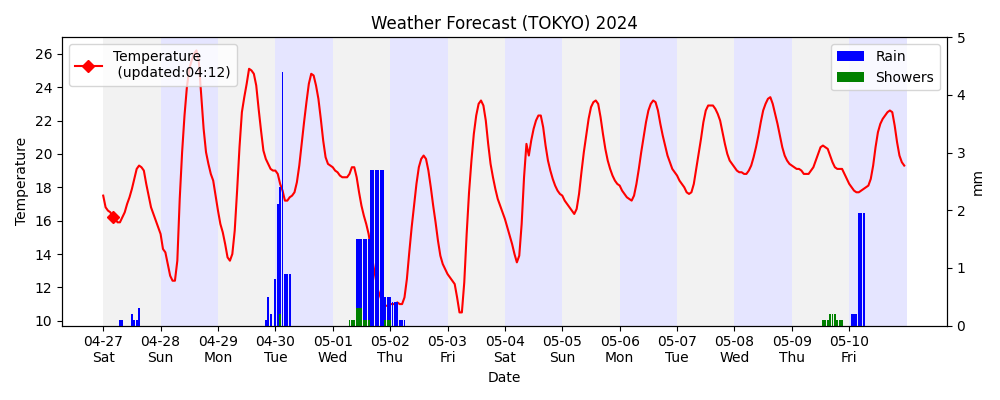 Weather Forecast (TOKYO) 2024
Temperature
(updated:04:12)
Rain
Showers
Temperature
26
24
22
20
18
16
14
12
10
5
4
3
2
1
0
mm
04-27 04-28 04-29 04-30 05-01 05-02 05-03 05-04 05-05 05-06 05-07 05-08 05-09 05-10
Sat Sun Mon Tue Wed Thu Fri Sat Sun Mon Tue Wed Thu Fri
Date